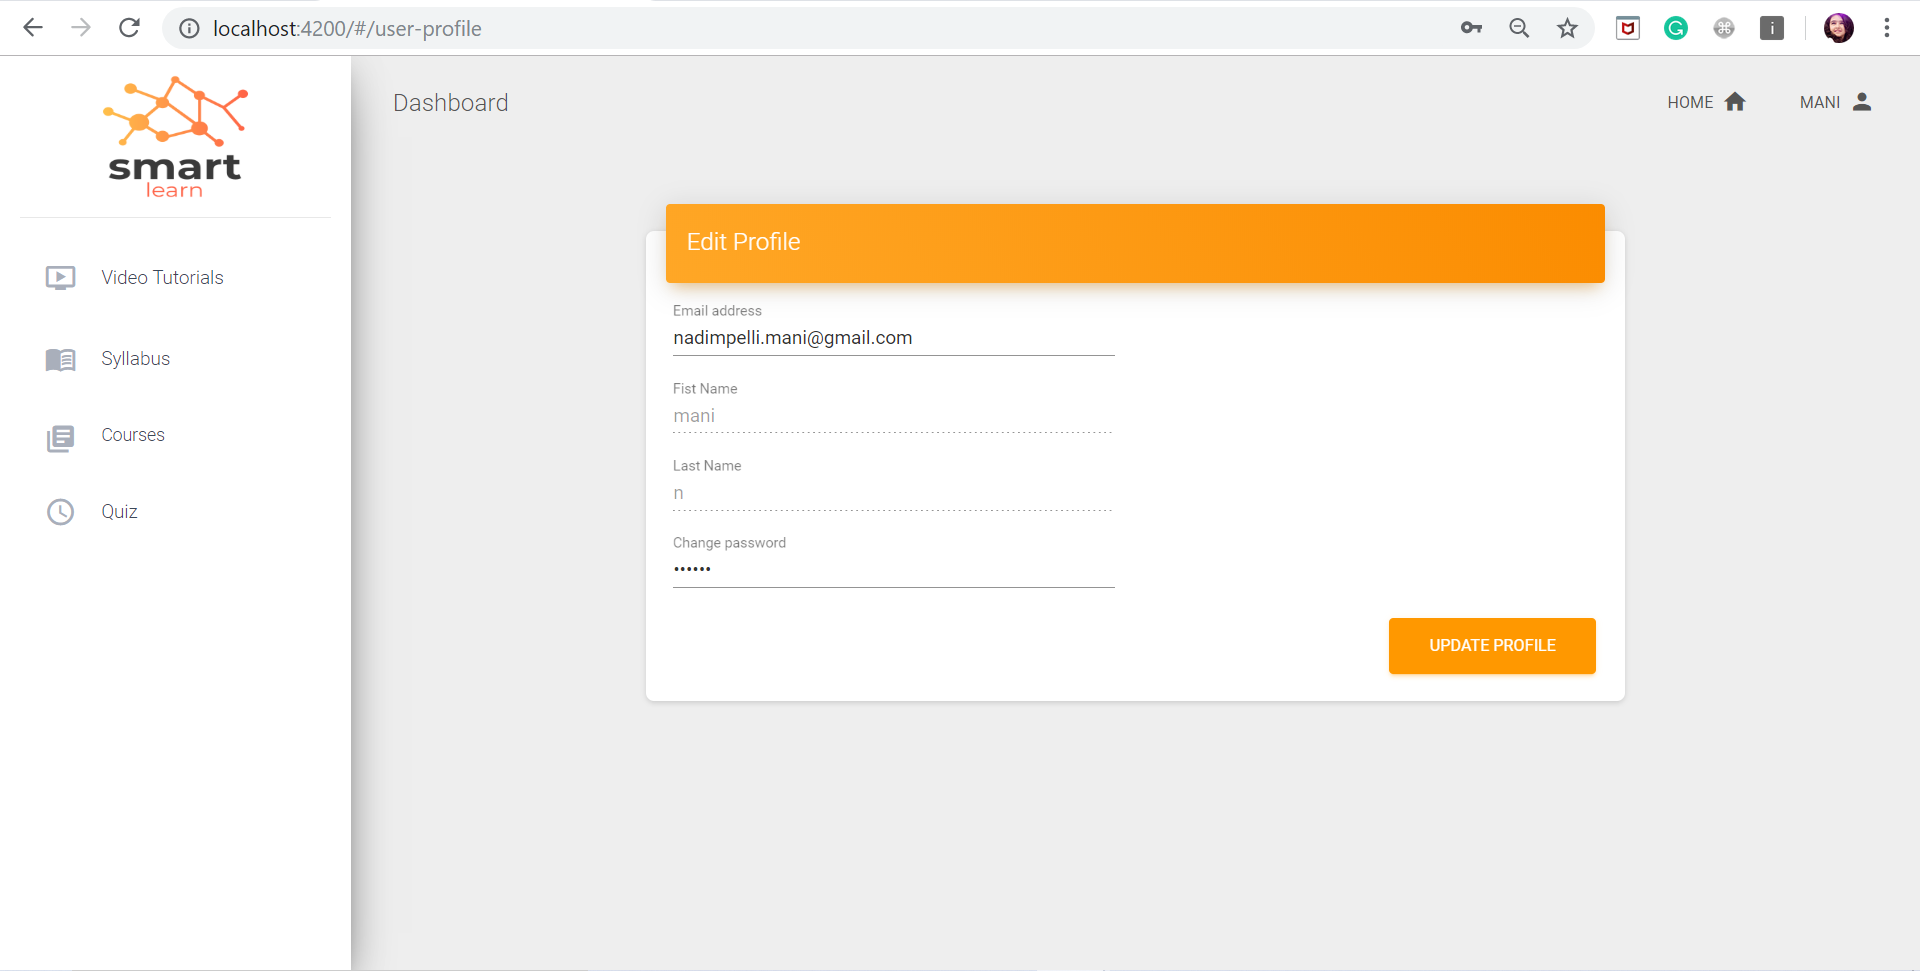 localhost:4200/#/user-profile
smart
learn
Dashboard
HOME
MANI
Video Tutorials
Syllabus
Courses
Quiz
Edit Profile
Email address
nadimpelli.mani@gmail.com
Fist Name
mani
Last Name
n
Change password
••••••
UPDATE PROFILE